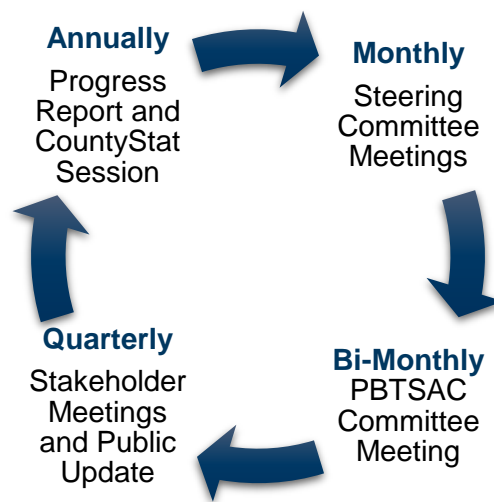 Annually
Progress
Report and
CountyStat
Session
Monthly
Steering
Committee
Meetings
Bi-Monthly
PBTSAC
Committee
Meeting
Quarterly
Stakeholder
Meetings
and Public
Update